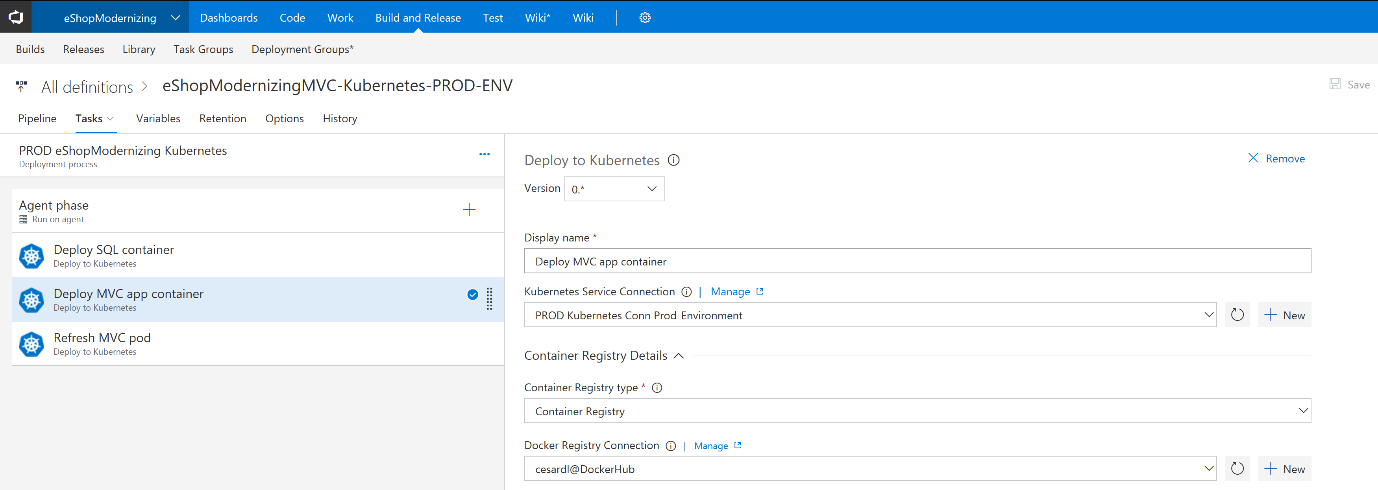 eShopModernizing Dashboards Code Work Build and Release Test Wiki* Wiki
Builds Releases Library Task Groups Deployment Groups*
All definitions > eShopModernizingMVC-Kubernetes-PROD-ENV Save
Pipeline Tasks Variables Retention Options History
PROD eShopModernizing Kubernetes
Deployment process
...
Agent phase
Run on agent
Deploy SQL container
Deploy to Kubernetes
Deploy MVC app container
Deploy to Kubernetes
Refresh MVC pod
Deploy to Kubernetes
Deploy to Kubernetes Remove
Version 0.*
Display name *
Deploy MVC app container
Kubernetes Service Connection | Manage
PROD Kubernetes Conn Prod Environment New
Container Registry Details
Container Registry type *
Container Registry
Docker Registry Connection | Manage
cesardl@DockerHub New